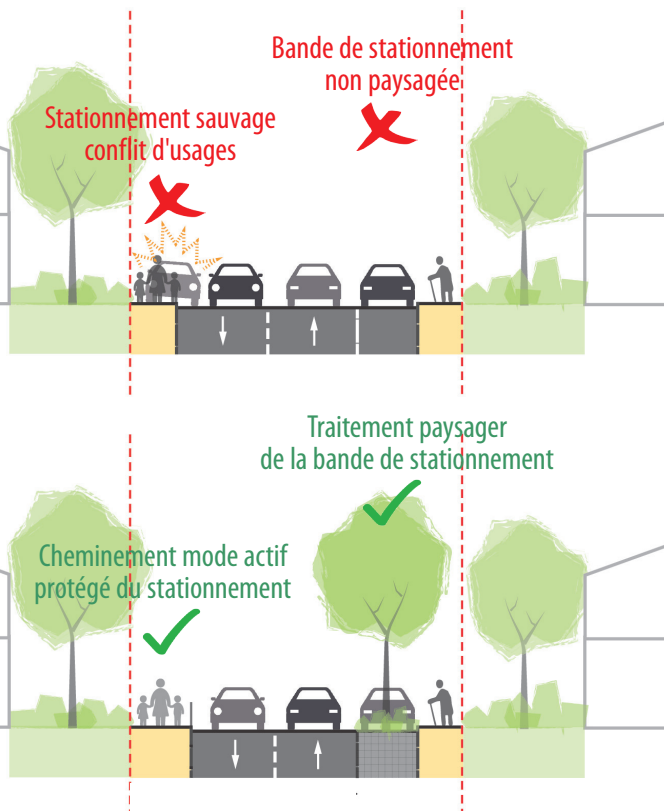 Bande de stationnement
non paysagée
Stationnement sauvage
conflit d'usages
Traitement paysager
de la bande de stationnement
Cheminement mode actif
protégé du stationnement